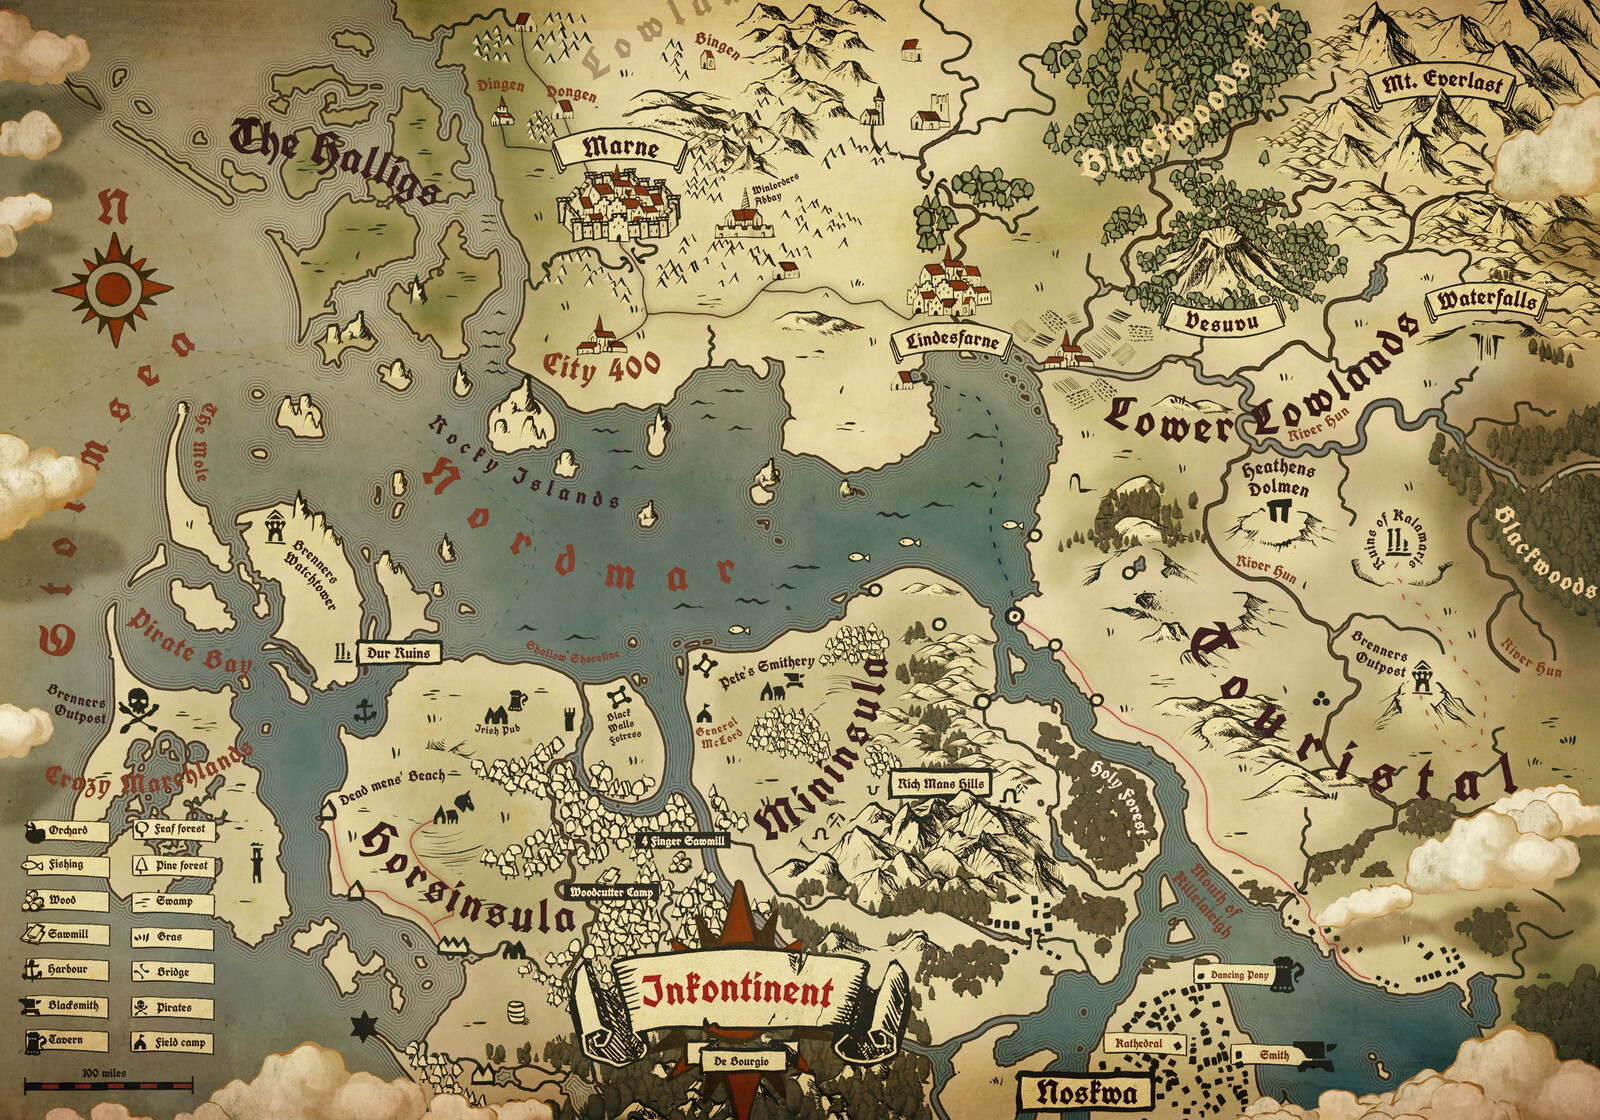 Lowlan
Bingen
Dingen
Dongen
Marne
Winlorders
Abbay
Blackwoods #2
Mt. Everlast
The Halligs
N
Vesuvu
Waterfalls
Lindesfarne
City 400
Lower Lowlands
River Hun
Otolmsea
The Mole
Rocky Islands
Nordmar
Heathens
Dolmen
Ruins of Kalamaris
Blackwoods
River Hun
River Hun
Brenners
Watchtower
Pirate Bay
Dur Ruins
Shallow Shoreline
Pete's Smithery
Brenners
Outpost
Touristal
Brenners
Outpost
Irish Pub
Black
Walls
Fotress
General
McLord
Mininsula
Rich Mans Hills
Holy Forest
Crazy Marchlands
Dead mens' Beach
Horsinsula
4 Finger Sawmill
Woodcutter Camp
Mouth of
Killelaleigh
Orchard
Feaf forest
Fishing
Pine forest
Wood
Swamp
Sawmill
Gras
Harbour
Bridge
Blacksmith
Pirates
Tavern
Field camp
100 miles
Inkontinent
De Bourgio
Dancing Pony
Kathedral
Smith
Noskwa